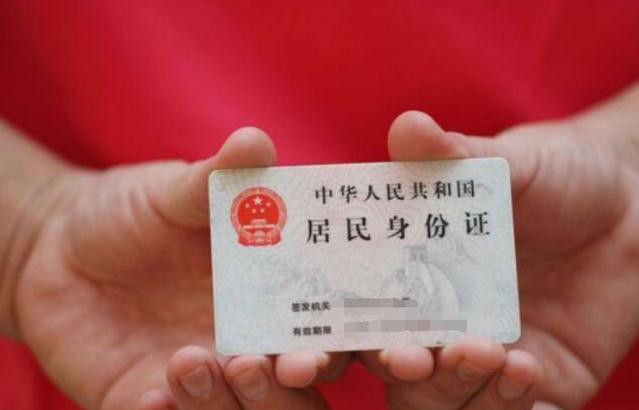 中华人民共和国
居民身份证
签发机关
有效期限